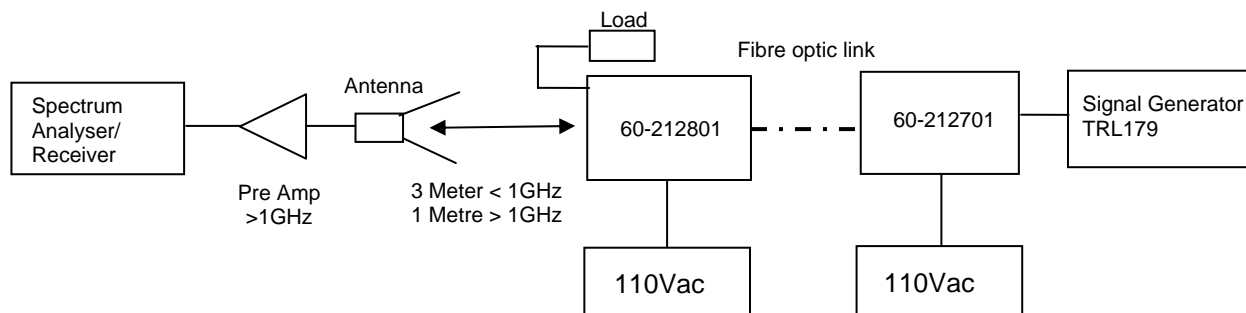 Load
Fibre optic link
Antenna
Spectrum
Analyser/
Receiver
60-212801
60-212701
Signal Generator
TRL179
Pre Amp
>1GHz
3 Meter < 1GHz
1 Metre > 1GHz
110Vac
110Vac